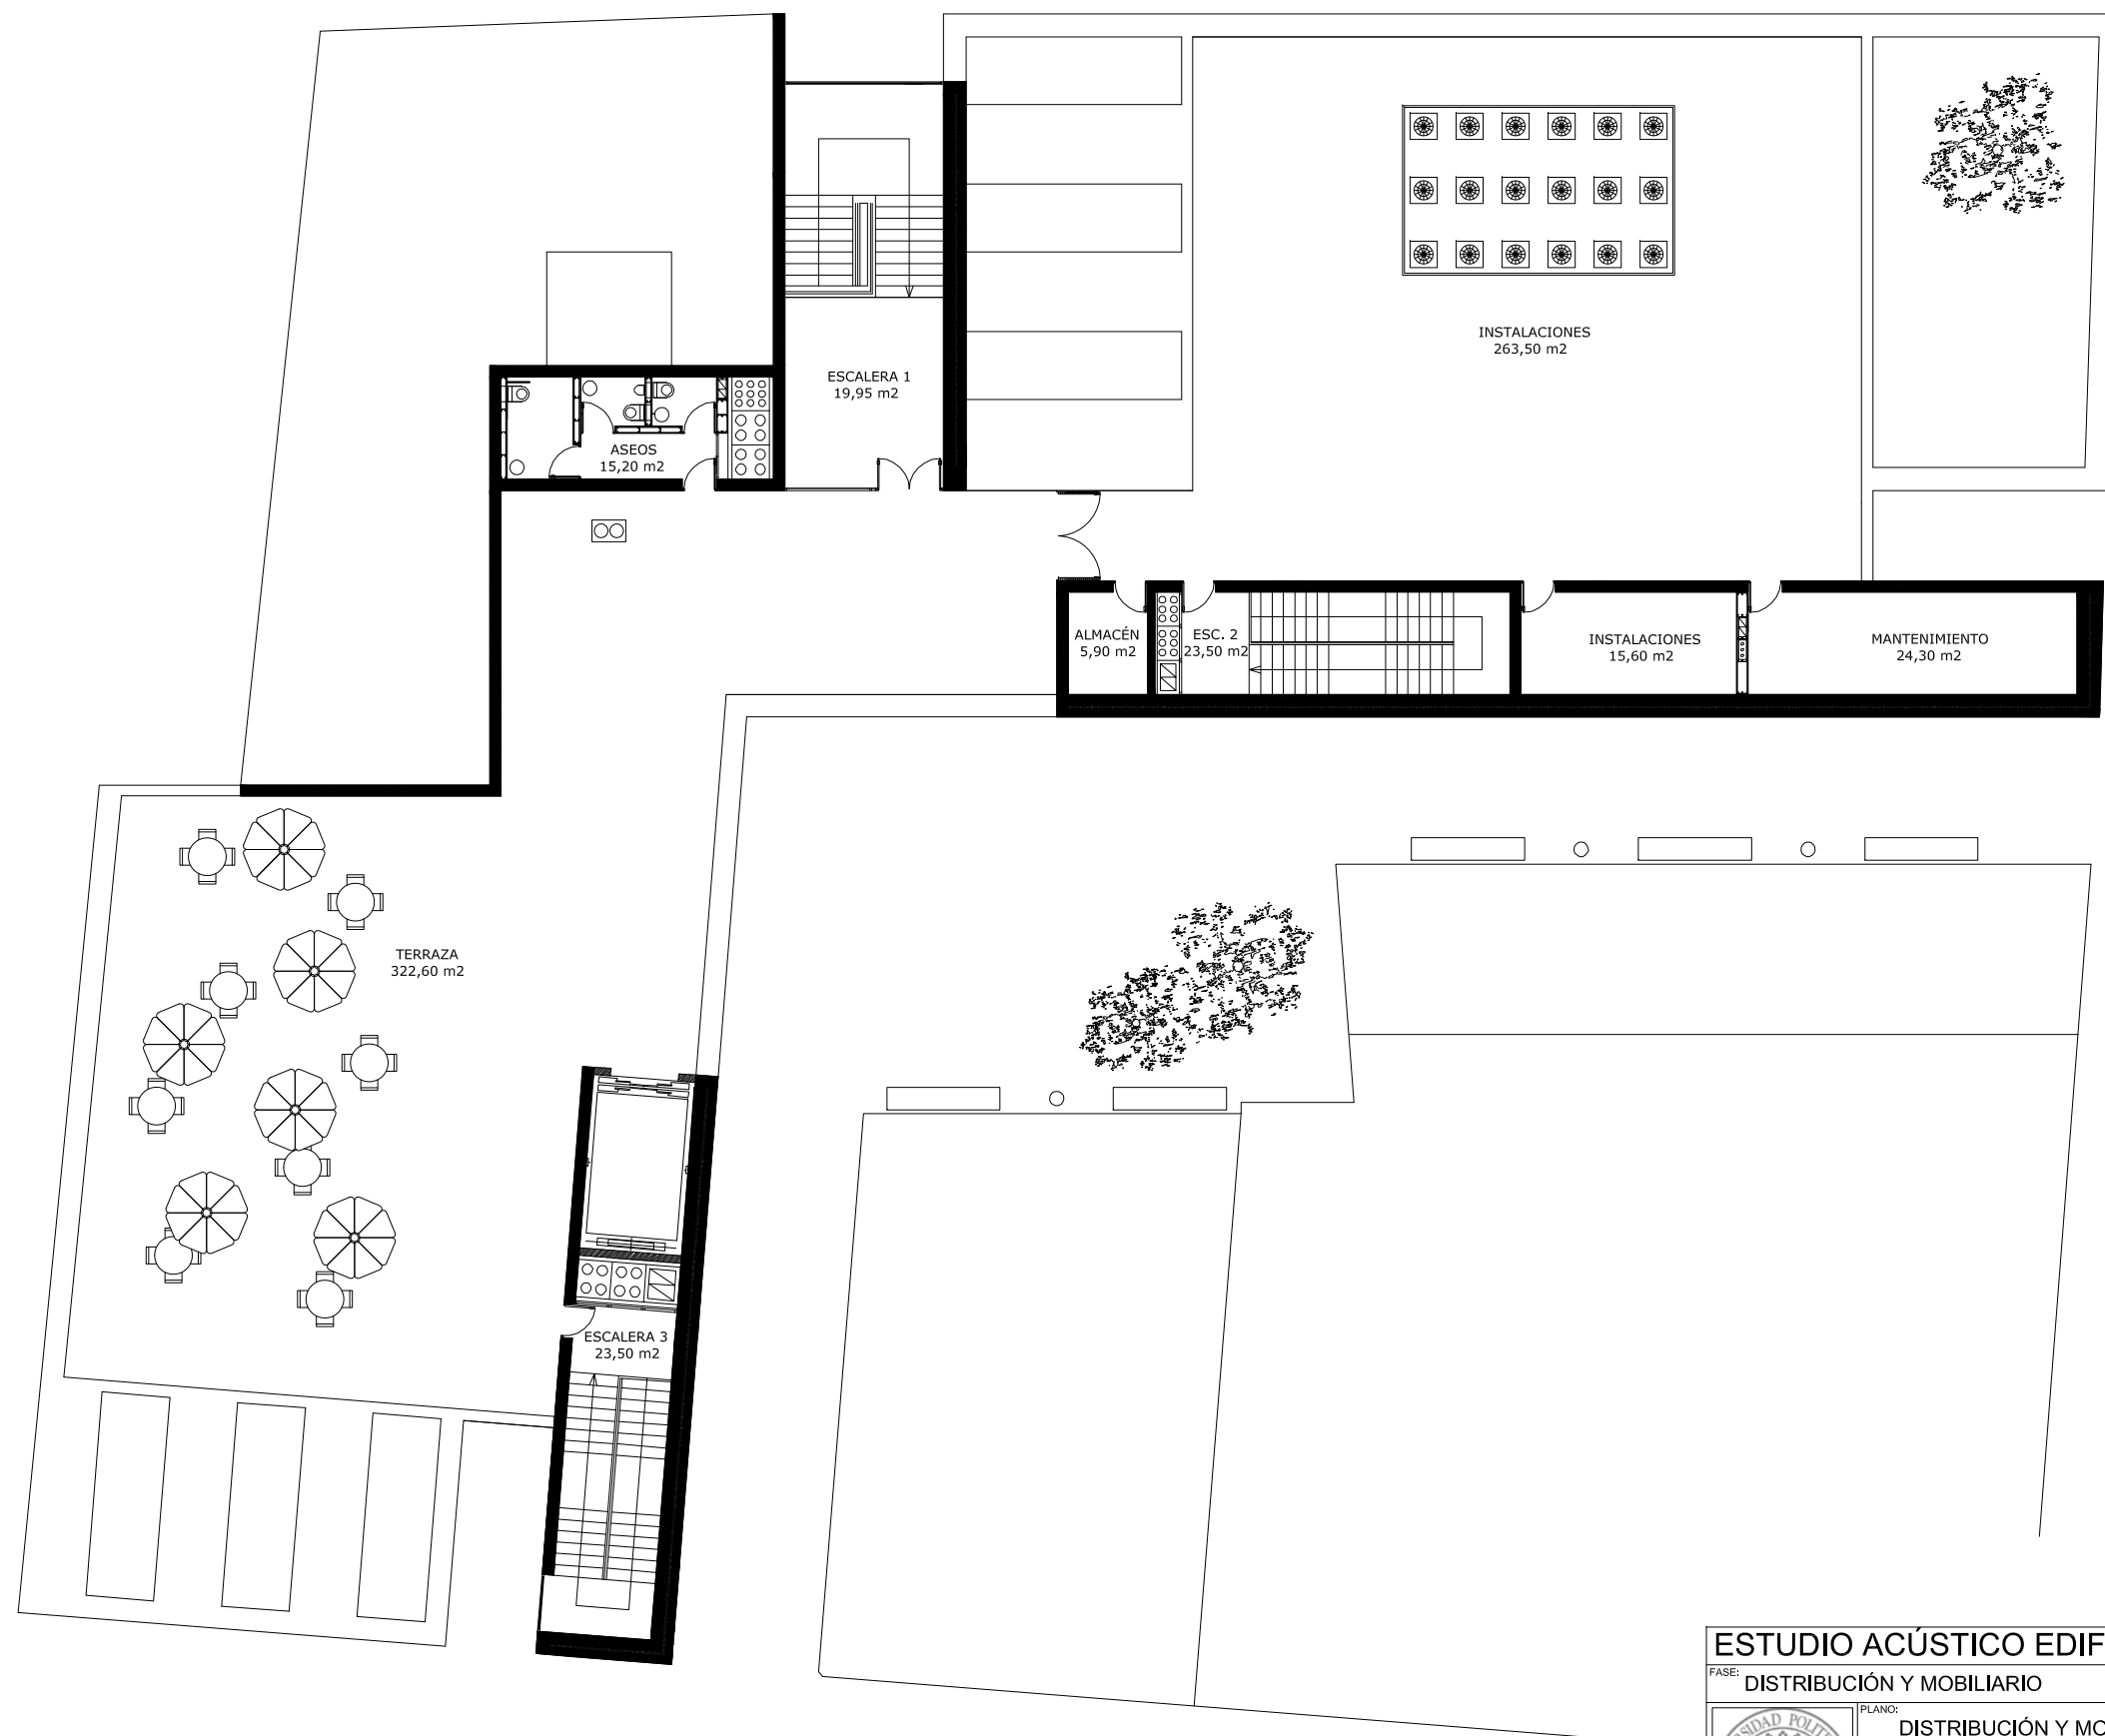 INSTALACIONES
263,50 m2
ESCALERA 1
19,95 m2
ASEOS
15,20 m2
ALMACÉN
5,90 m2
ESC. 2
23,50 m2
INSTALACIONES
15,60 m2
MANTENIMIENTO
24,30 m2
TERRAZA
322,60 m2
ESCALERA 3
23,50 m2
ESTUDIO ACÚSTICO EDIF
FASE: DISTRIBUCIÓN Y MOBILIARIO
PLANO:
DISTRIBUCIÓN Y MO